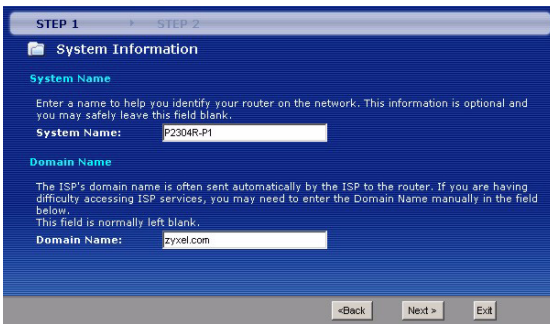 STEP 1 STEP 2
System Information
System Name
Enter a name to help you identify your router on the network. This information is optional and
you may safely leave this field blank.
System Name: P2304R-P1
Domain Name
The ISP's domain name is often sent automatically by the ISP to the router. If you are having
difficulty accessing ISP services, you may need to enter the Domain Name manually in the field
below.
This field is normally left blank.
Domain Name: zyxel.com
<Back Next > Exit